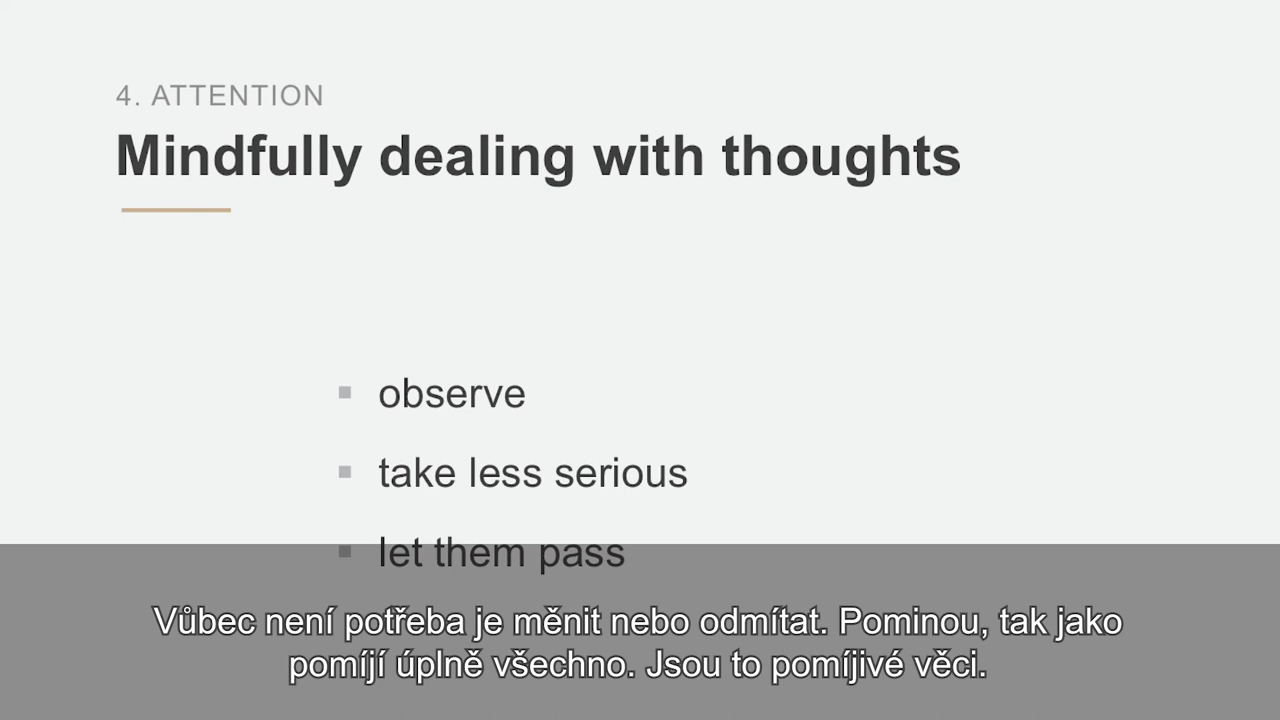 4. ATTENTION
Mindfully dealing with thoughts
observe
take less serious
let them pass
Vůbec není potřeba je měnit nebo odmítat. Pominou, tak jako
pomíjí úplně všechno. Jsou to pomíjivé věci.